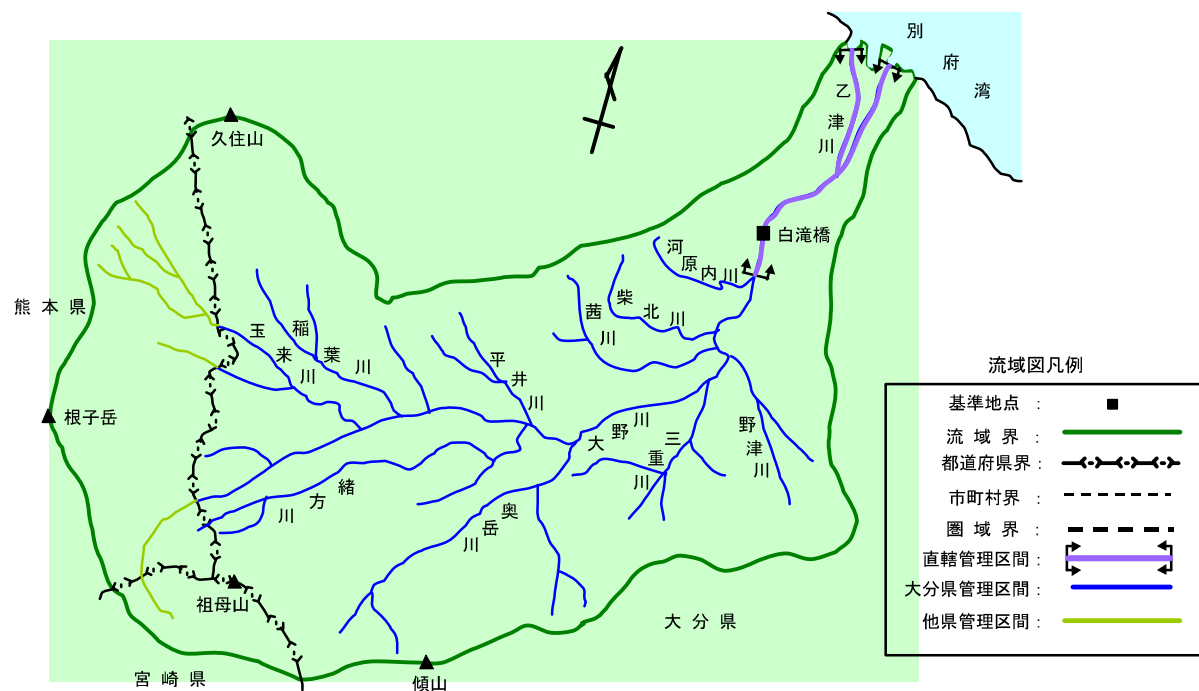 別府湾
乙津川
久住山
白滝橋
河原内川
柴北川
茜川
熊本県
玉来川
稲葉川
平井川
根子岳
大野川
三重川
野津川
緒方川
奥岳川
祖母山
大分県
宮崎県
傾山
流域図凡例
基準地点：
流域界：
都道府県界：
市町村界：
圏域界：
直轄管理区間：
大分県管理区間：
他県管理区間：